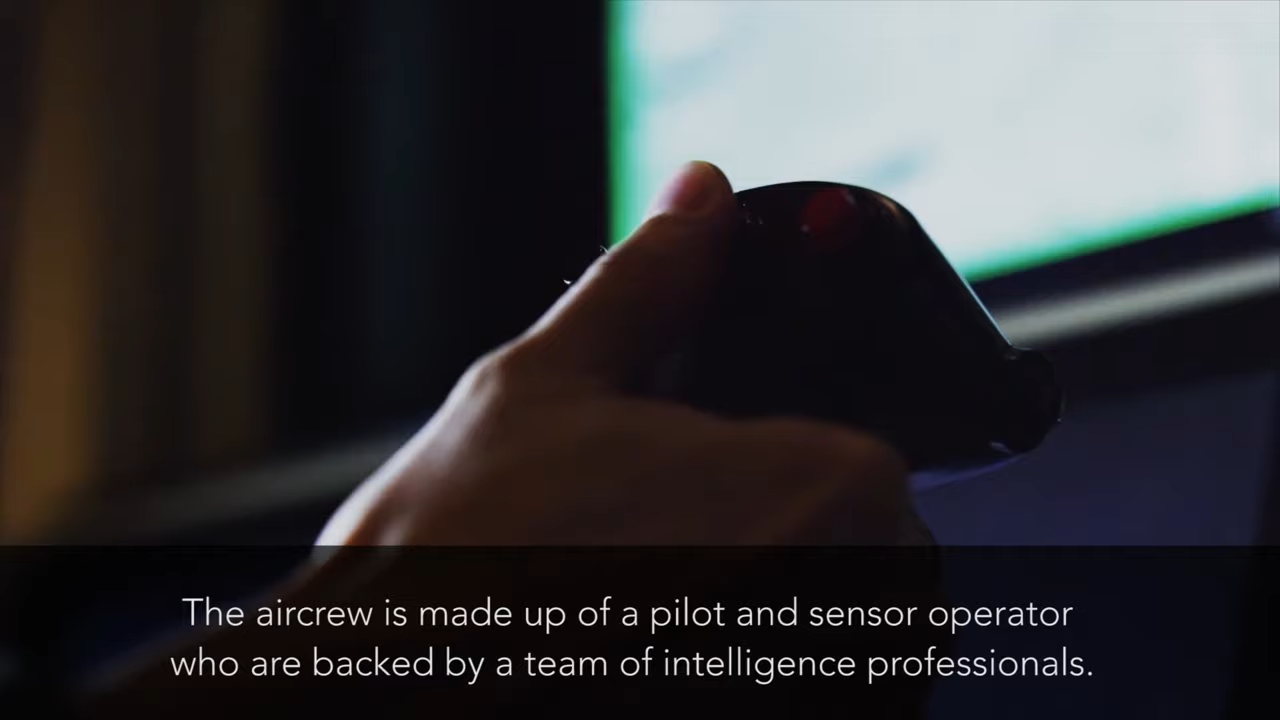 The aircrew is made up of a pilot and sensor operator
who are backed by a team of intelligence professionals.